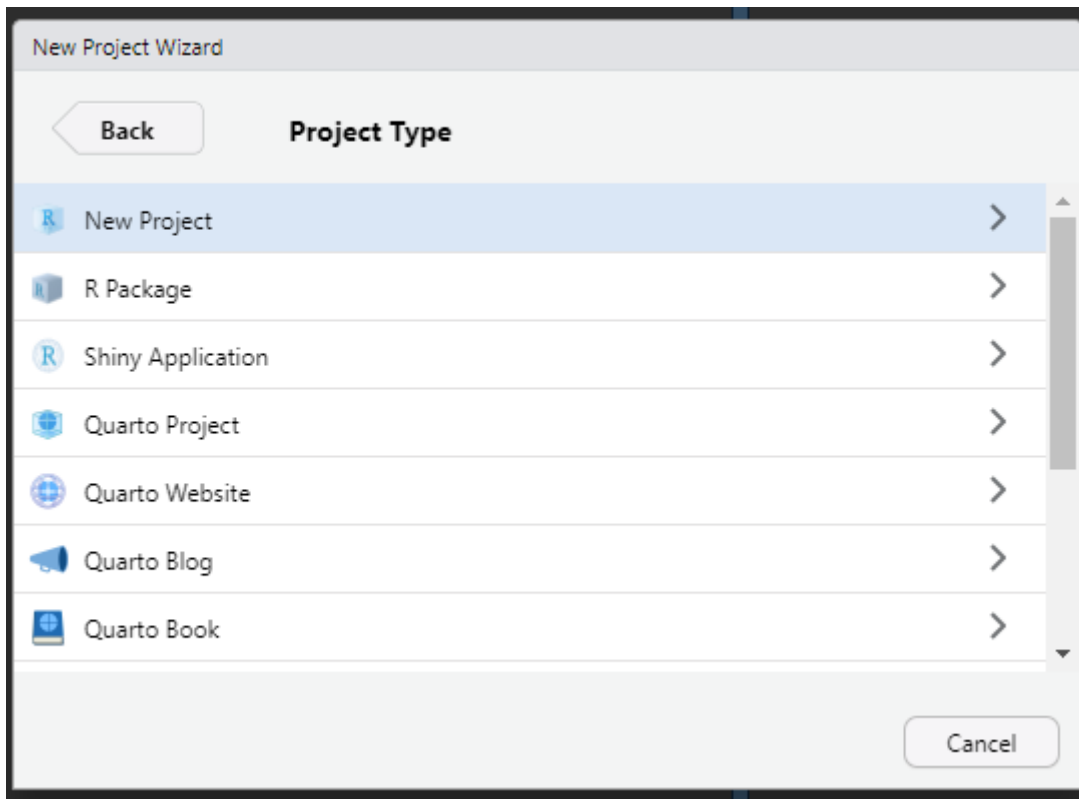 New Project Wizard
Back
Project Type
R New Project
R R Package
R Shiny Application
Quarto Project
Quarto Website
Quarto Blog
Quarto Book
Cancel